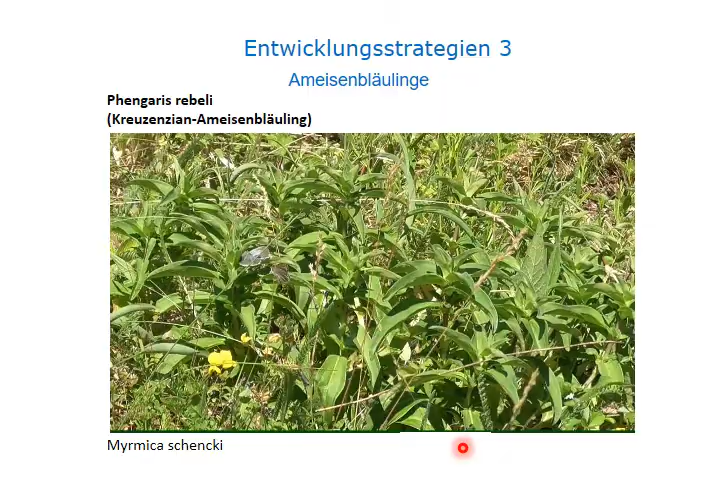 Entwicklungsstrategien 3
Ameisenbläulinge
Phengaris rebeli
(Kreuzenzian-Ameisenbläuling)
Myrmica schencki